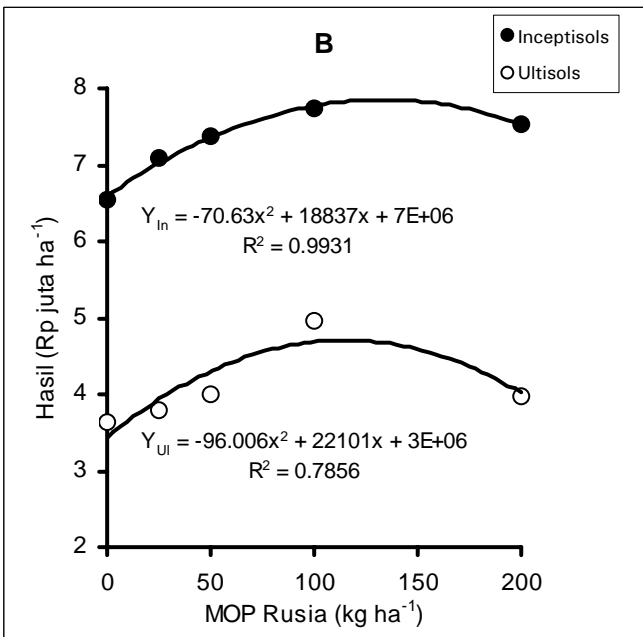 B
Inceptisols
Ultisols
8
7
6
5
4
3
2
Hasil (Rp juta ha⁻¹)
Y_In = -70.63x² + 18837x + 7E+06
R² = 0.9931
Y_Ul = -96.006x² + 22101x + 3E+06
R² = 0.7856
0 50 100 150 200
MOP Rusia (kg ha⁻¹)